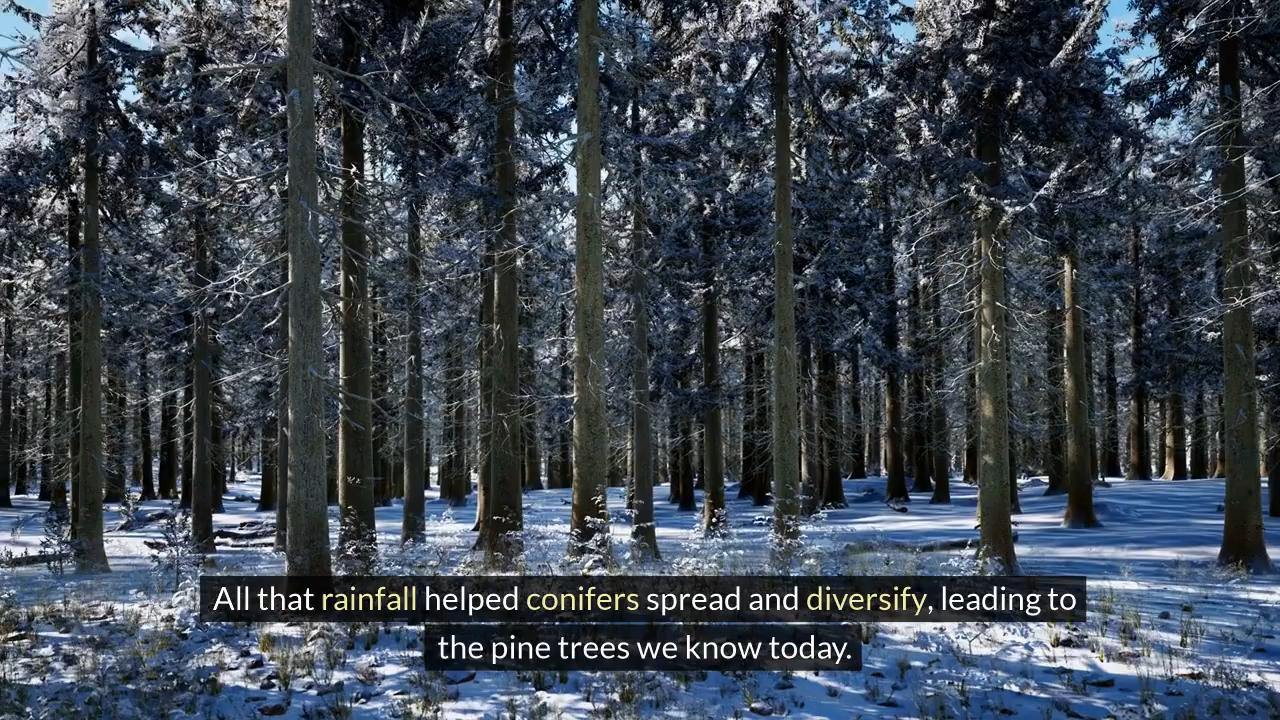 All that rainfall helped conifers spread and diversify, leading to
the pine trees we know today.